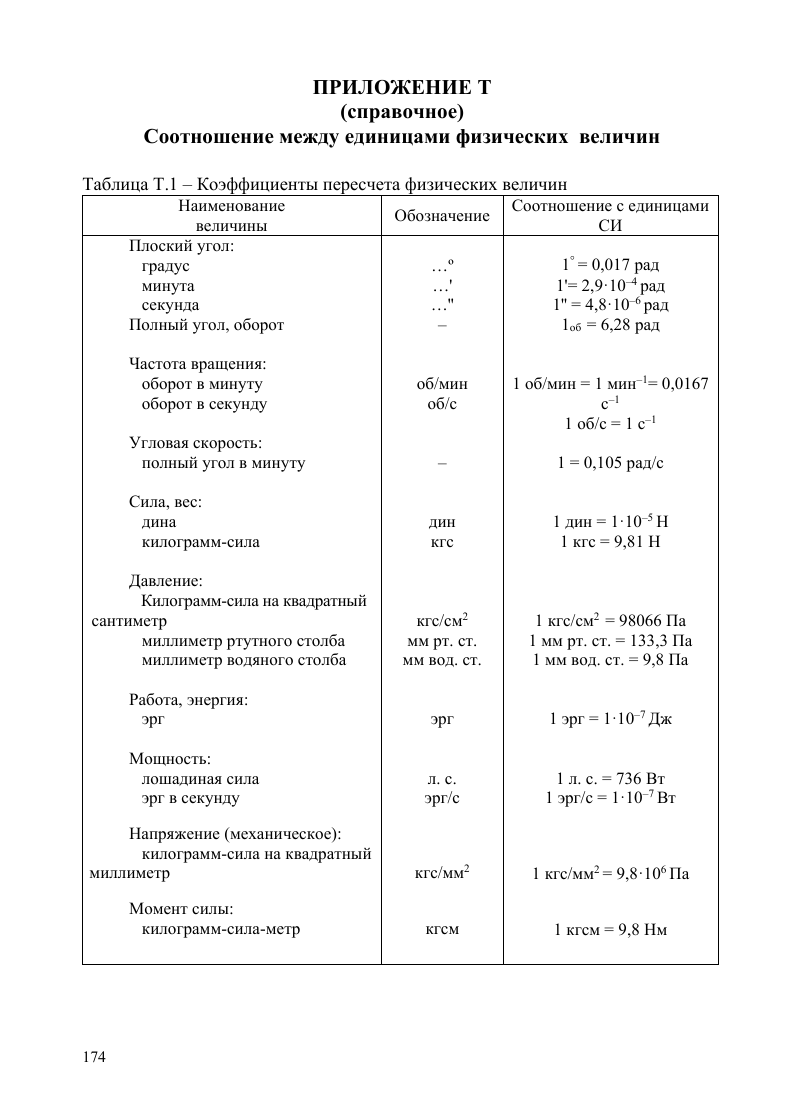 ПРИЛОЖЕНИЕ Т
(справочное)
Соотношение между единицами физических величин
Таблица Т.1 – Коэффициенты пересчета физических величин
Наименование величины | Обозначение | Соотношение с единицами СИ
Плоский угол:
градус …º 1° = 0,017 рад
минута …' 1'= 2,9·10⁻⁴ рад
секунда …'' 1'' = 4,8·10⁻⁶ рад
Полный угол, оборот – 1об = 6,28 рад
Частота вращения:
оборот в минуту об/мин 1 об/мин = 1 мин⁻¹= 0,0167
оборот в секунду об/с с⁻¹
1 об/с = 1 с⁻¹
Угловая скорость:
полный угол в минуту – 1 = 0,105 рад/с
Сила, вес:
дина дин 1 дин = 1·10⁻⁵ Н
килограмм-сила кгс 1 кгс = 9,81 Н
Давление:
Килограмм-сила на квадратный
сантиметр кгс/см² 1 кгс/см² = 98066 Па
миллиметр ртутного столба мм рт. ст. 1 мм рт. ст. = 133,3 Па
миллиметр водяного столба мм вод. ст. 1 мм вод. ст. = 9,8 Па
Работа, энергия:
эрг эрг 1 эрг = 1·10⁻⁷ Дж
Мощность:
лошадиная сила л. с. 1 л. с. = 736 Вт
эрг в секунду эрг/с 1 эрг/с = 1·10⁻⁷ Вт
Напряжение (механическое):
килограмм-сила на квадратный
миллиметр кгс/мм² 1 кгс/мм² = 9,8·10⁶ Па
Момент силы:
килограмм-сила-метр кгсм 1 кгсм = 9,8 Нм
174